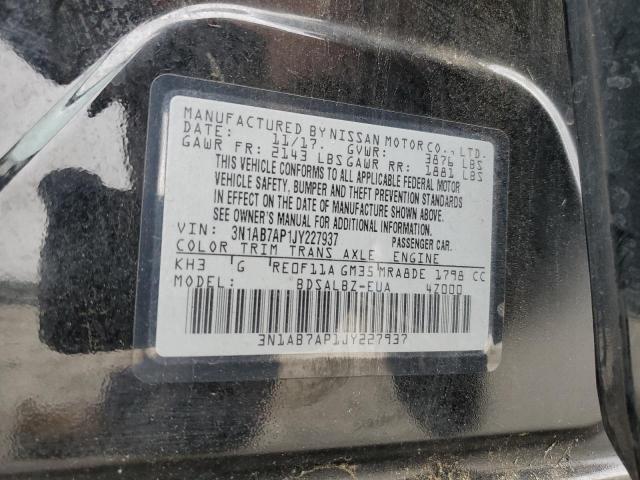 MANUFACTURED BY NISSAN MOTOR CO., LTD.
DATE: 11/17. GVWR: 3876 LBS
GAWR FR: 2143 LBS GAWR RR: 1881 LBS
THIS VEHICLE CONFORMS TO ALL APPLICABLE FEDERAL MOTOR
VEHICLE SAFETY, BUMPER AND THEFT PREVENTION STANDARDS
IN EFFECT ON THE DATE OF MANUFACTURE SHOWN ABOVE.
SEE OWNER'S MANUAL FOR ADDITIONAL INFORMATION.
VIN: 3N1AB7AP1JY227937 PASSENGER CAR.
COLOR TRIM TRANS AXLE ENGINE
KH3 G RE0F11A GM35 MRA8DE 1798 CC
MODEL: BDSALBZ-EUA 4Z000
3N1AB7AP1JY227937